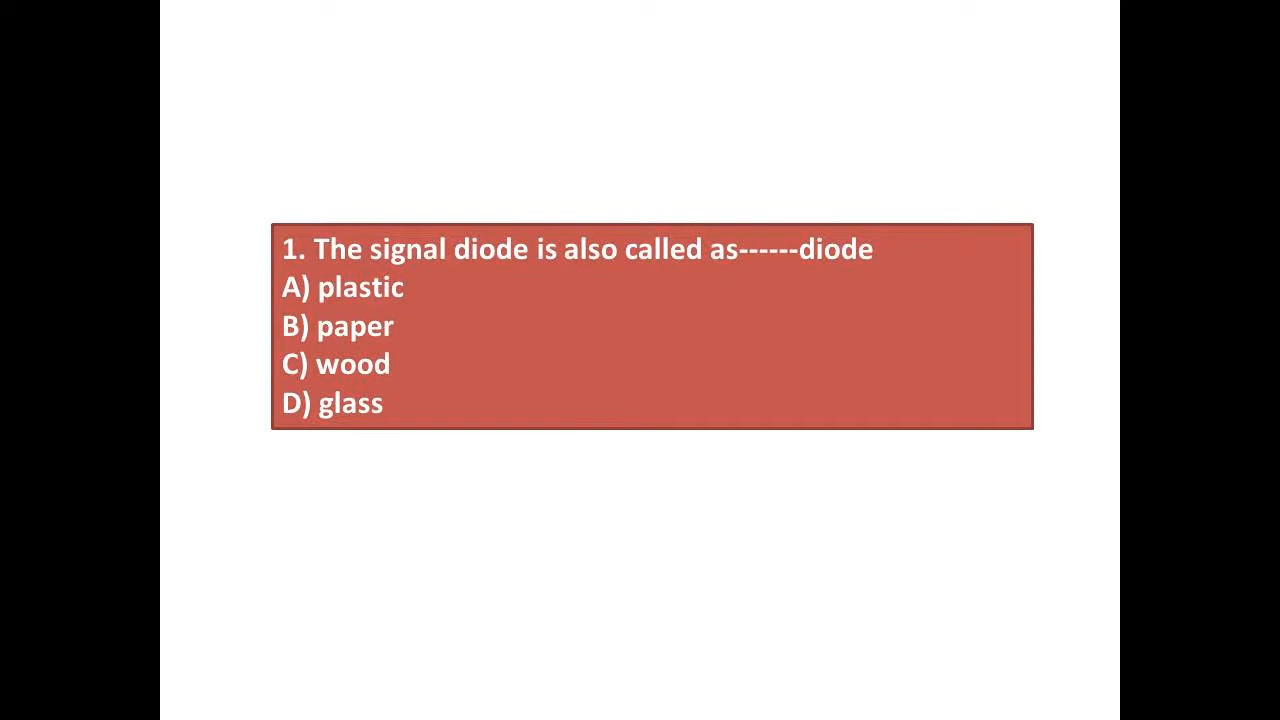 1. The signal diode is also called as------diode
A) plastic
B) paper
C) wood
D) glass